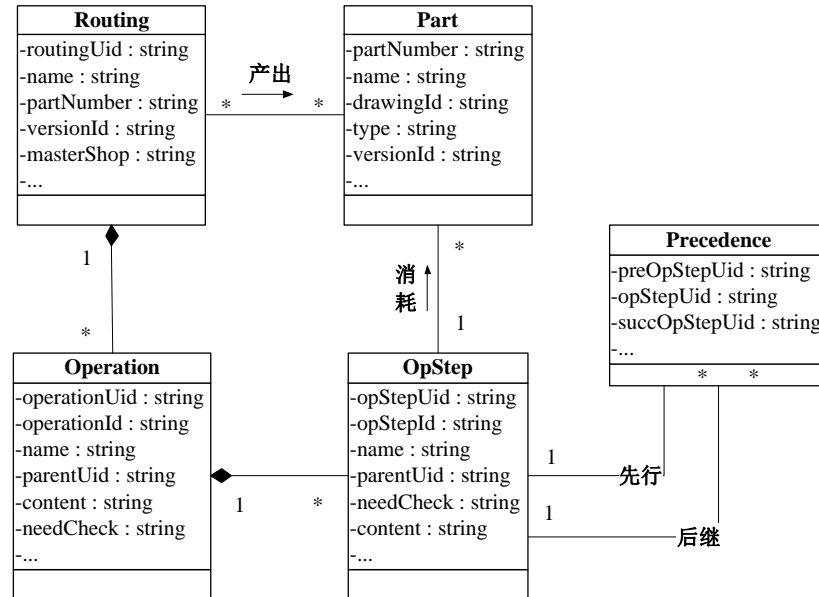 Routing
-routingUid : string
-name : string
-partNumber : string
-versionId : string
-masterShop : string
-...
产出
*
*
Part
-partNumber : string
-name : string
-drawingId : string
-type : string
-versionId : string
-...
1
*
消
耗
*
1
Precedence
-preOpStepUid : string
-opStepUid : string
-succOpStepUid : string
-...
*
*
Operation
-operationUid : string
-operationId : string
-name : string
-parentUid : string
-content : string
-needCheck : string
-...
1
*
OpStep
-opStepUid : string
-opStepId : string
-name : string
-parentUid : string
-needCheck : string
-content : string
-...
1
先行
1
后继